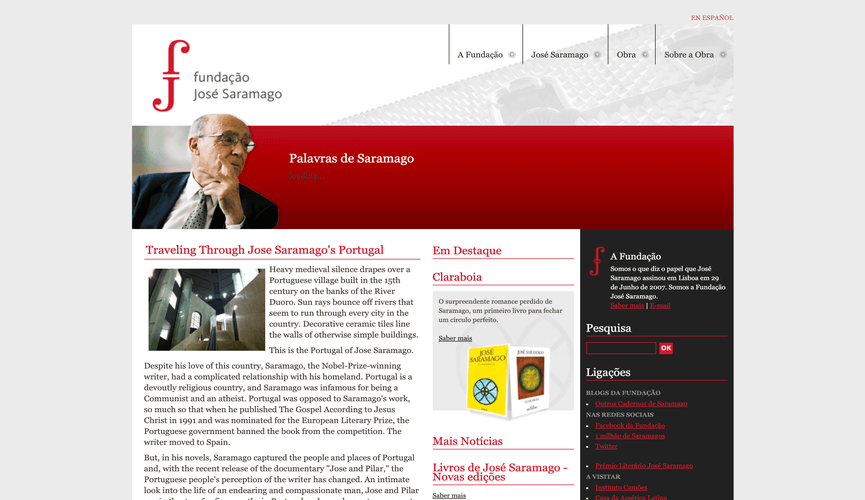 EN ESPAÑOL
fundação
José Saramago
A Fundação
José Saramago
Obra
Sobre a Obra
Palavras de Saramago
Traveling Through Jose Saramago's Portugal
Heavy medieval silence drapes over a
Portuguese village built in the 15th
century on the banks of the River
Duoro. Sun rays bounce off rivers that
seem to run through every city in the
country. Decorative ceramic tiles line
the walls of otherwise simple buildings.
This is the Portugal of Jose Saramago.
Despite his love of this country, Saramago, the Nobel-Prize-winning
writer, had a complicated relationship with his homeland. Portugal is a
devoutly religious country, and Saramago was infamous for being a
Communist and an atheist. Portugal was opposed to Saramago's work,
so much so that when he published The Gospel According to Jesus
Christ in 1991 and was nominated for the European Literary Prize, the
Portuguese government banned the book from the competition. The
writer moved to Spain.
But, in his novels, Saramago captured the people and places of Portugal
and, with the recent release of the documentary "Jose and Pilar," the
Portuguese people's perception of the writer has changed. An intimate
look into the life of an endearing and compassionate man, Jose and Pilar
Em Destaque
Claraboia
O surpreendente romance perdido de
Saramago, um primeiro livro para fechar
um círculo perfeito.
Saber mais
JOSÉ
SARAMAGO
JOSÉ
SARAMAGO
Mais Notícias
Livros de José Saramago -
Novas edições
Saber mais
A Fundação
Somos o que diz o papel que José
Saramago assinou em Lisboa em 29
de Junho de 2007. Somos a Fundação
José Saramago.
Saber mais | E-mail
Pesquisa
OK
Ligações
BLOGS DA FUNDAÇÃO
Outros Cadernos de Saramago
NAS REDES SOCIAIS
Facebook da Fundação
1 milhão de Saramagos
Twitter
Prémio Literário José Saramago
A VISITAR
Instituto Camões
Casa da América Latina